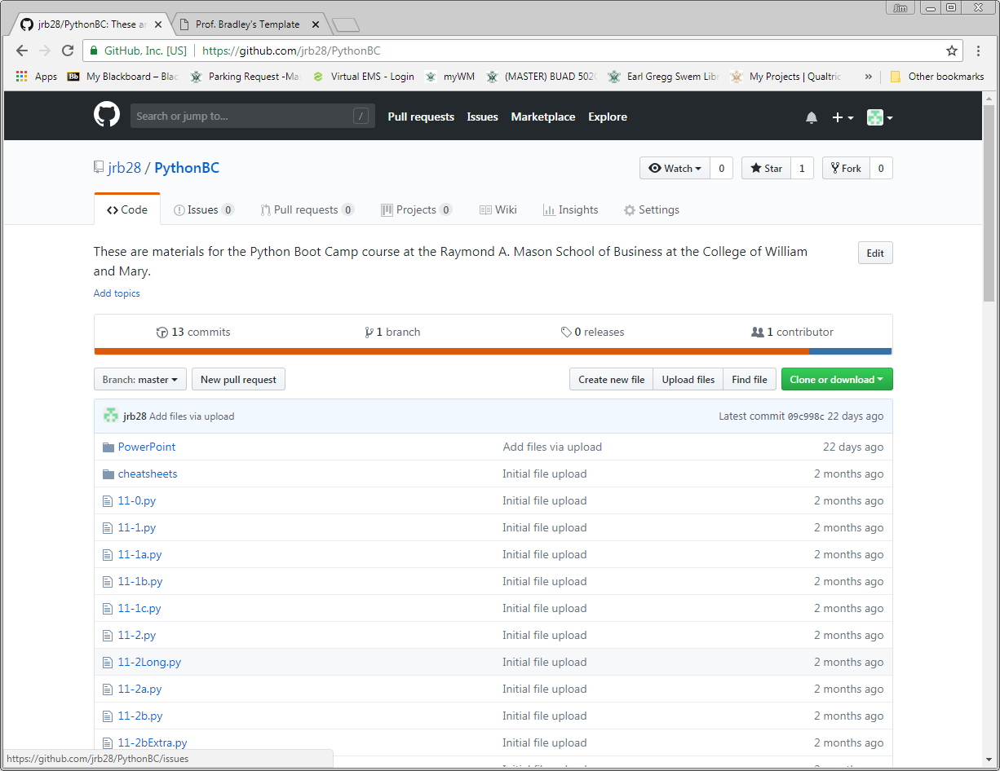 Jim
jrb28/PythonBC: These a
Prof. Bradley's Template
GitHub, Inc. [US] https://github.com/jrb28/PythonBC
Apps Bb My Blackboard – Blac Parking Request -Ma Virtual EMS - Login myWM (MASTER) BUAD 502 Earl Gregg Swem Lib My Projects | Qualtric » Other bookmarks
Search or jump to... / Pull requests Issues Marketplace Explore
jrb28 / PythonBC Watch 0 Star 1 Fork 0
Code Issues 0 Pull requests 0 Projects 0 Wiki Insights Settings
These are materials for the Python Boot Camp course at the Raymond A. Mason School of Business at the College of William
and Mary.
Edit
Add topics
13 commits 1 branch 0 releases 1 contributor
Branch: master New pull request Create new file Upload files Find file Clone or download
jrb28 Add files via upload Latest commit 09c998c 22 days ago
PowerPoint Add files via upload 22 days ago
cheatsheets Initial file upload 2 months ago
11-0.py Initial file upload 2 months ago
11-1.py Initial file upload 2 months ago
11-1a.py Initial file upload 2 months ago
11-1b.py Initial file upload 2 months ago
11-1c.py Initial file upload 2 months ago
11-2.py Initial file upload 2 months ago
11-2Long.py Initial file upload 2 months ago
11-2a.py Initial file upload 2 months ago
11-2b.py Initial file upload 2 months ago
11-2bExtra.py Initial file upload 2 months ago
https://github.com/jrb28/PythonBC/issues